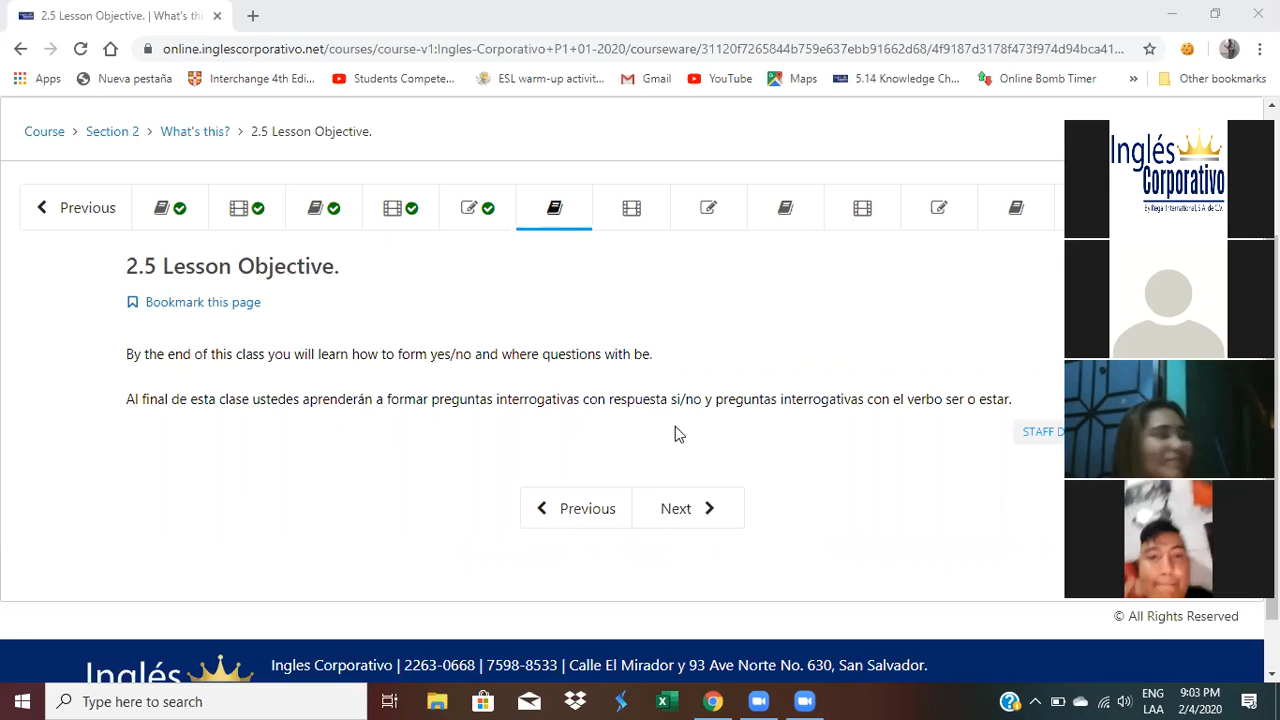 2.5 Lesson Objective. | What's thi
online.inglescorporativo.net/courses/course-v1:Ingles-Corporativo+P1+01-2020/courseware/31120f7265844b759e637ebb91662d68/4f9187d3178f473f974d94bca41...
Apps Nueva pestaña Interchange 4th Edi... Students Compete... ESL warm-up activit... Gmail YouTube Maps 5.14 Knowledge Ch... Online Bomb Timer » Other bookmarks
Course > Section 2 > What's this? > 2.5 Lesson Objective.
Previous
Inglés
Corporativo
By Ilega International, S.A. de C.V.
2.5 Lesson Objective.
Bookmark this page
By the end of this class you will learn how to form yes/no and where questions with be.
Al final de esta clase ustedes aprenderán a formar preguntas interrogativas con respuesta si/no y preguntas interrogativas con el verbo ser o estar.
STAFF D
Previous Next
© All Rights Reserved
Inglés
Ingles Corporativo | 2263-0668 | 7598-8533 | Calle El Mirador y 93 Ave Norte No. 630, San Salvador.
Type here to search
ENG
LAA
9:03 PM
2/4/2020